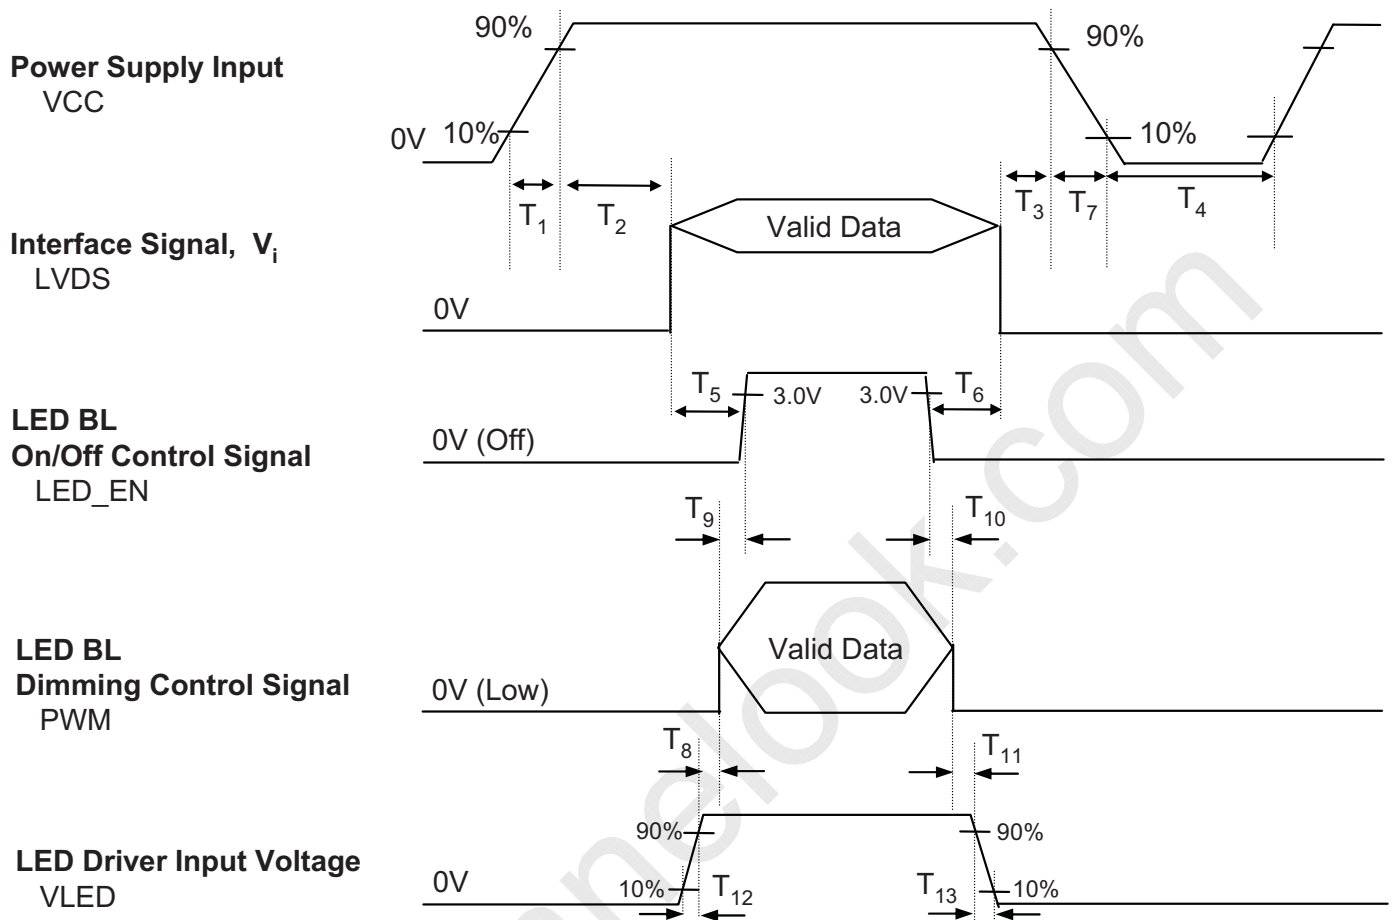 90%
90%
Power Supply Input
VCC
0V 10%
10%
T1 T2
T3 T7 T4
Valid Data
Interface Signal, Vi
LVDS
0V
T5 3.0V 3.0V T6
LED BL
0V (Off)
On/Off Control Signal
LED_EN
T9 T10
Valid Data
LED BL
Dimming Control Signal
0V (Low)
PWM
T8 T11
90% 90%
LED Driver Input Voltage
VLED
0V
10% T12 T13 10%
nelook.com